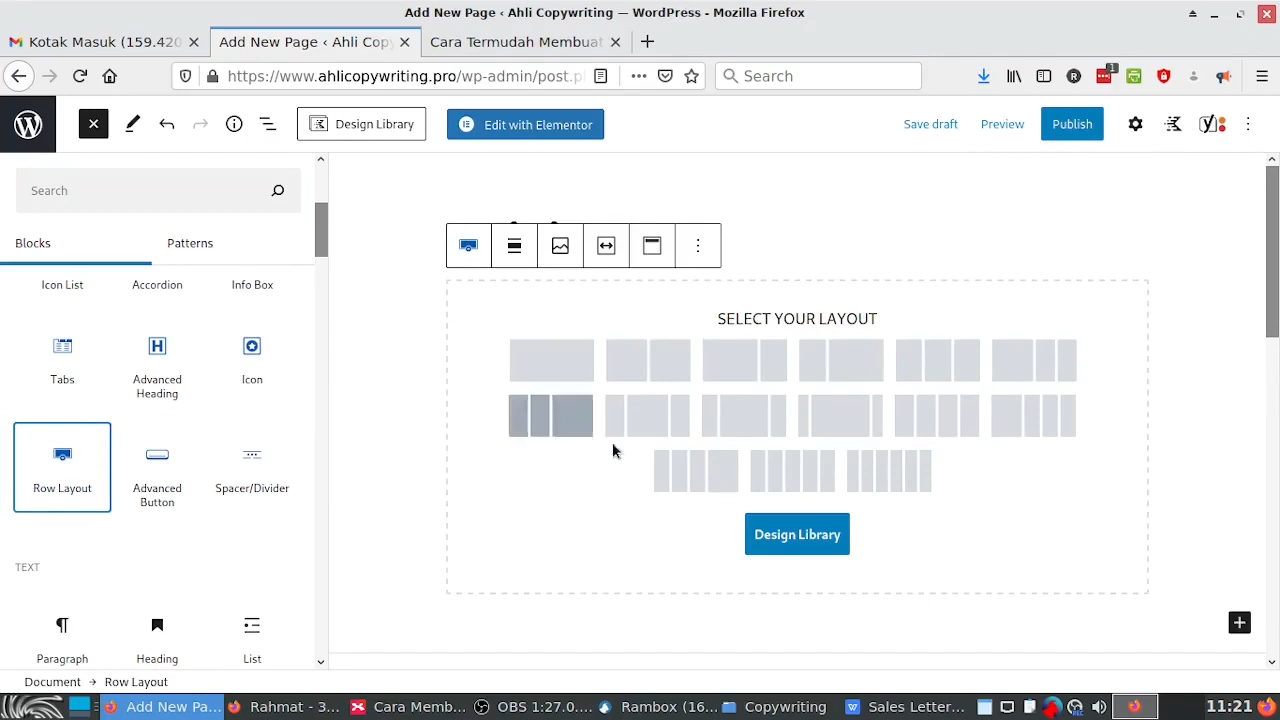 Add New Page ‹ Ahli Copywriting — WordPress - Mozilla Firefox
Kotak Masuk (159.420
Add New Page ‹ Ahli Copy
Cara Termudah Membuat
https://www.ahlicopywriting.pro/wp-admin/post.p
Search
1
Design Library
Edit with Elementor
Save draft
Preview
Publish
Search
Blocks
Patterns
Icon List
Accordion
Info Box
Tabs
Advanced Heading
Icon
Row Layout
Advanced Button
Spacer/Divider
TEXT
Paragraph
Heading
List
SELECT YOUR LAYOUT
Design Library
Document → Row Layout
Add New Pa...
Rahmat - 3...
Cara Memb...
OBS 1:27.0...
Rambox (16...
Copywriting
Sales Letter...
11:21